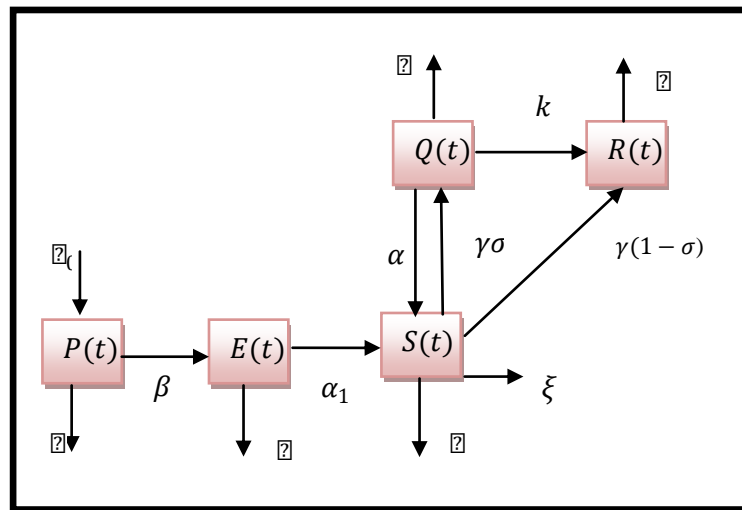 k
Q(t)
R(t)
α
γσ
γ(1 − σ)
P(t)
E(t)
S(t)
β
α₁
ξ